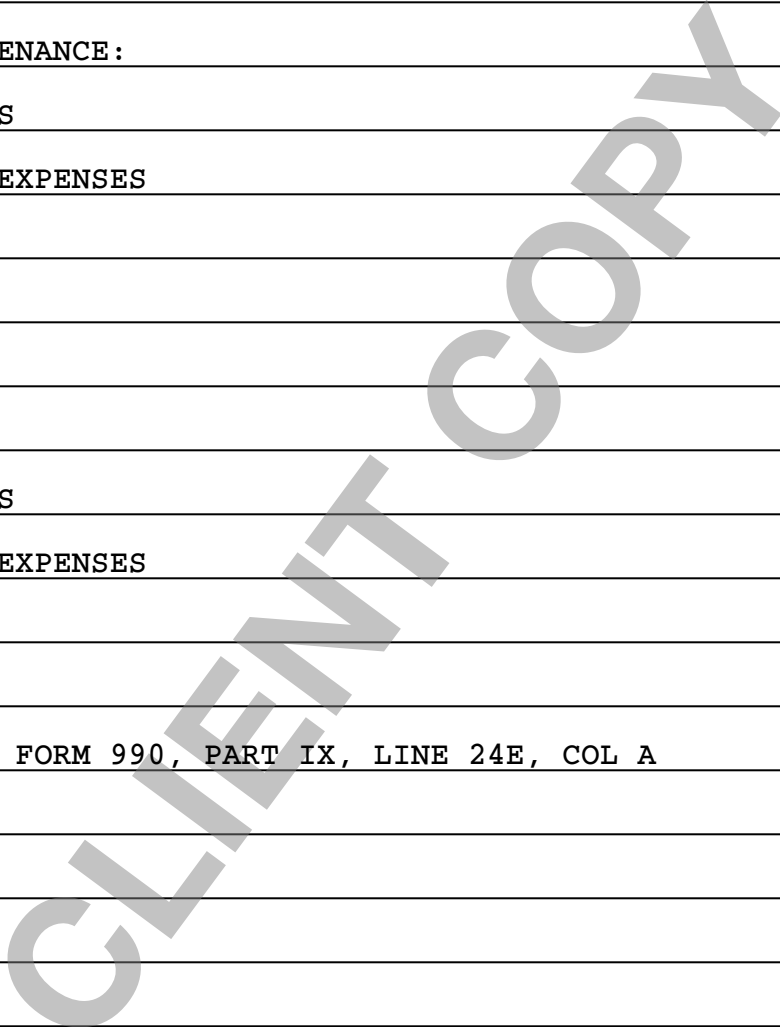 ENANCE:
S
EXPENSES
S
EXPENSES
FORM 990, PART IX, LINE 24E, COL A
CLIENT COPY